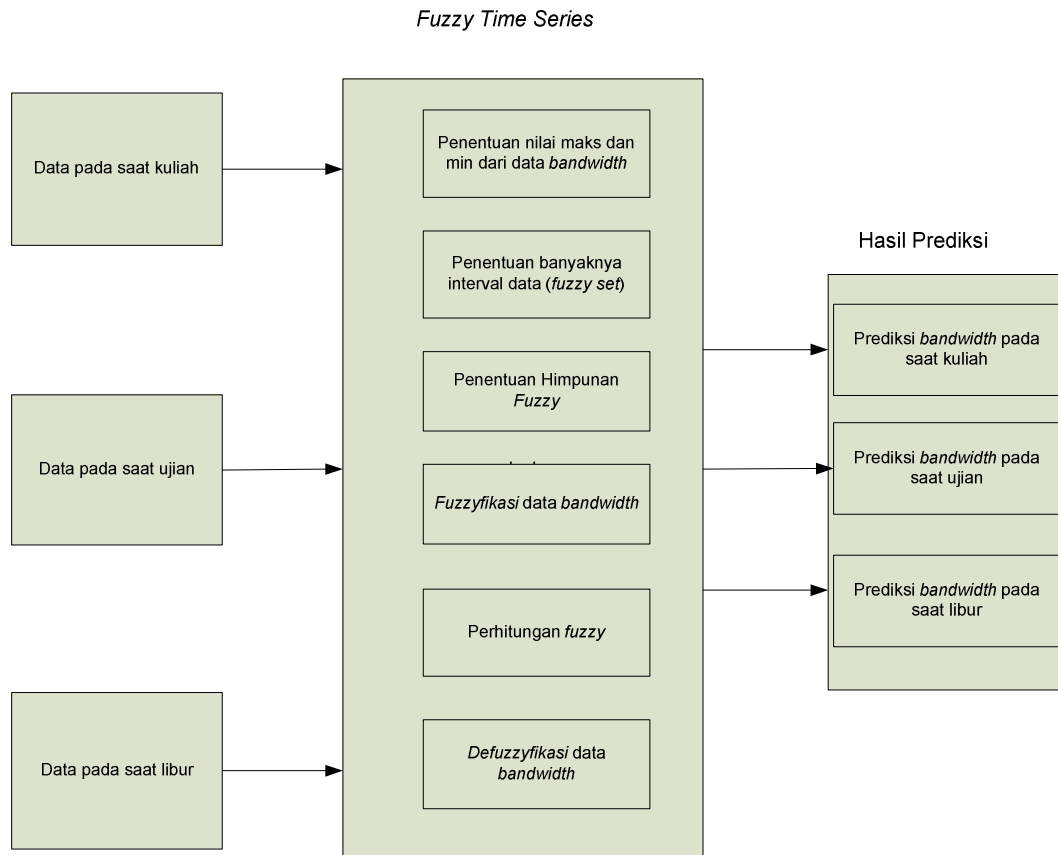 Fuzzy Time Series
Data pada saat kuliah
Data pada saat ujian
Data pada saat libur
Penentuan nilai maks dan
min dari data bandwidth
Penentuan banyaknya
interval data (fuzzy set)
Penentuan Himpunan
Fuzzy
Fuzzyfikasi data bandwidth
Perhitungan fuzzy
Defuzzyfikasi data
bandwidth
Hasil Prediksi
Prediksi bandwidth pada
saat kuliah
Prediksi bandwidth pada
saat ujian
Prediksi bandwidth pada
saat libur